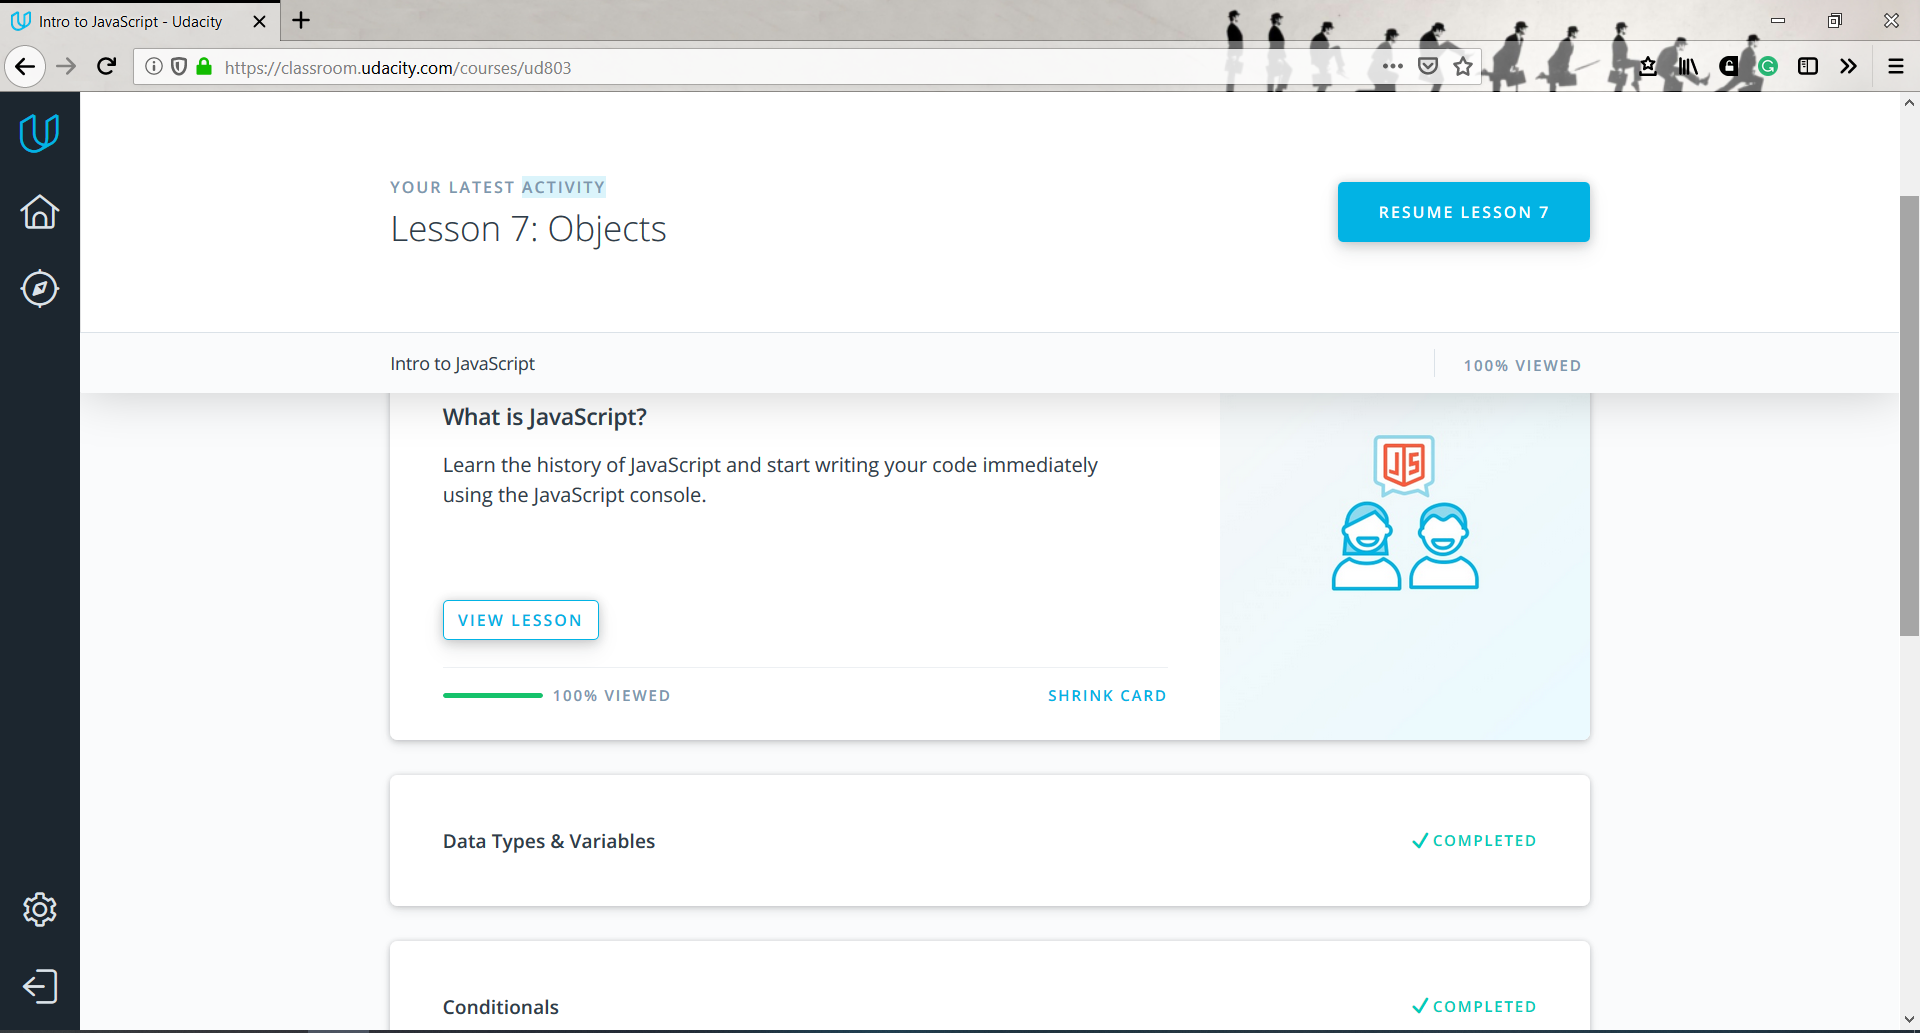 Intro to JavaScript - Udacity
https://classroom.udacity.com/courses/ud803
YOUR LATEST ACTIVITY
Lesson 7: Objects
RESUME LESSON 7
Intro to JavaScript
100% VIEWED
What is JavaScript?
Learn the history of JavaScript and start writing your code immediately
using the JavaScript console.
JS
VIEW LESSON
100% VIEWED
SHRINK CARD
Data Types & Variables
COMPLETED
Conditionals
COMPLETED